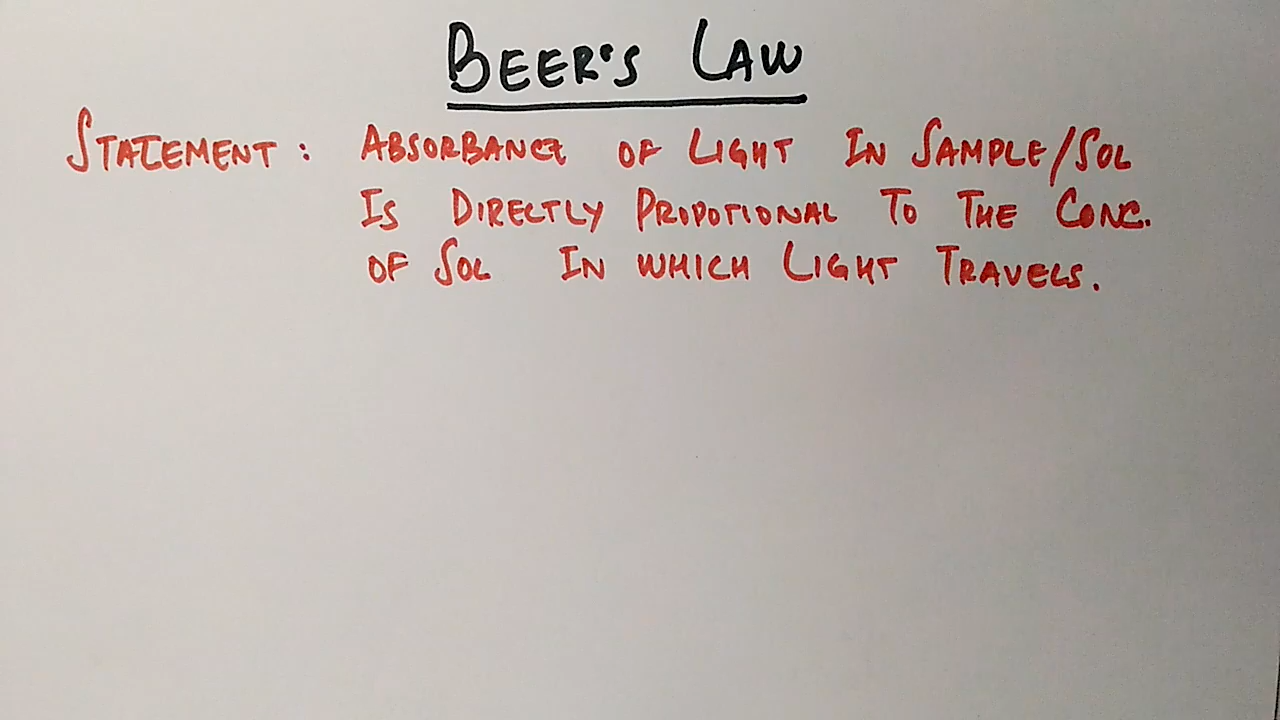 BEER'S LAW
STATEMENT: ABSORBANCE OF LIGHT IN SAMPLE/SOL
IS DIRECTLY PROPOTIONAL TO THE CONC.
OF SOL IN WHICH LIGHT TRAVELS.